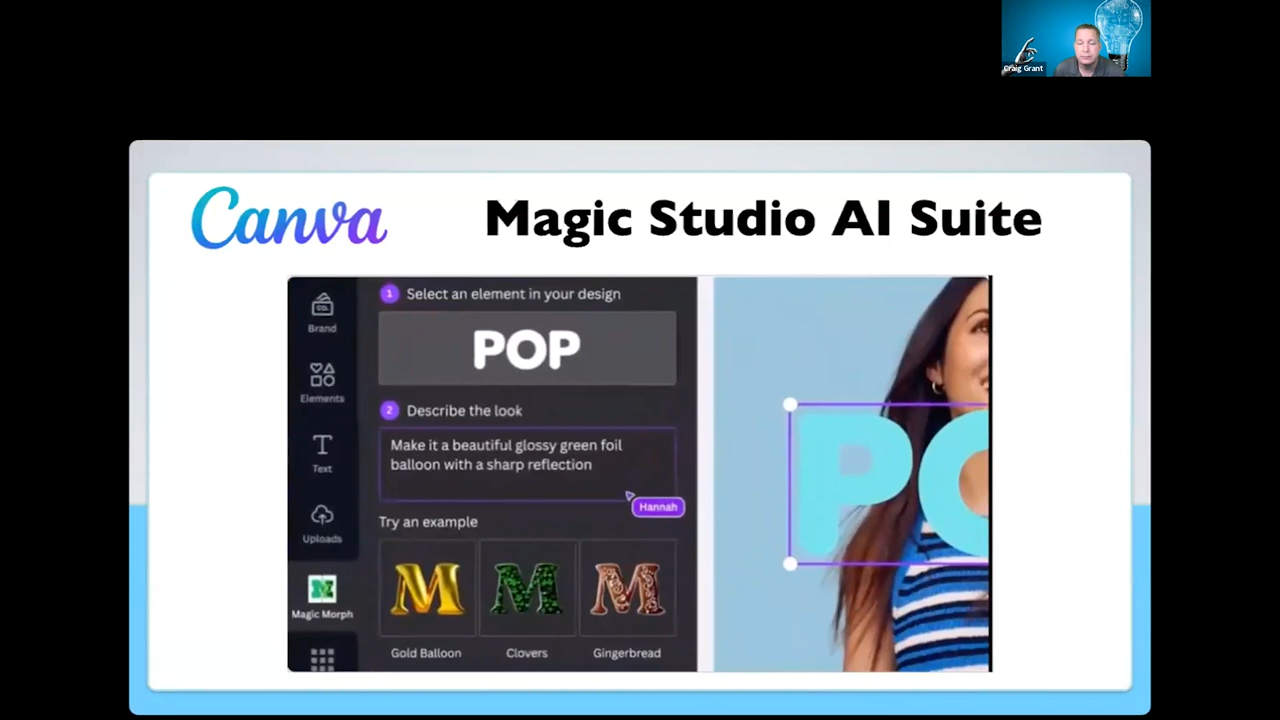 Craig Grant
Canva
Magic Studio AI Suite
Brand
Elements
Text
Uploads
Magic Morph
1 Select an element in your design
POP
2 Describe the look
Make it a beautiful glossy green foil
balloon with a sharp reflection
Hannah
Try an example
M M M
Gold Balloon Clovers Gingerbread
PO